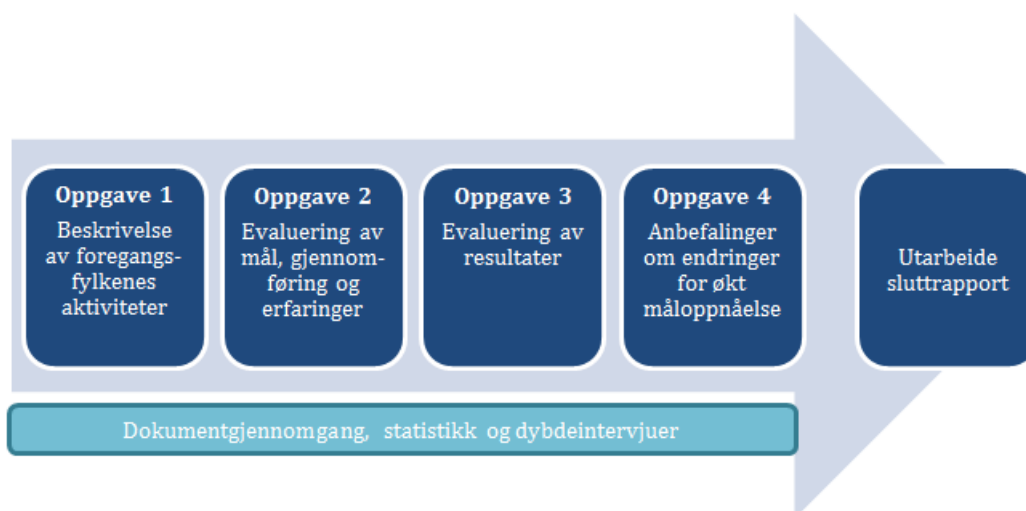 Oppgave 1
Beskrivelse
av foregangs-
fylkenes
aktiviteter
Oppgave 2
Evaluering av
mål, gjennom-
føring og
erfaringer
Oppgave 3
Evaluering av
resultater
Oppgave 4
Anbefalinger
om endringer
for økt
måloppnåelse
Utarbeide
sluttrapport
Dokumentgjennomgang, statistikk og dybdeintervjuer